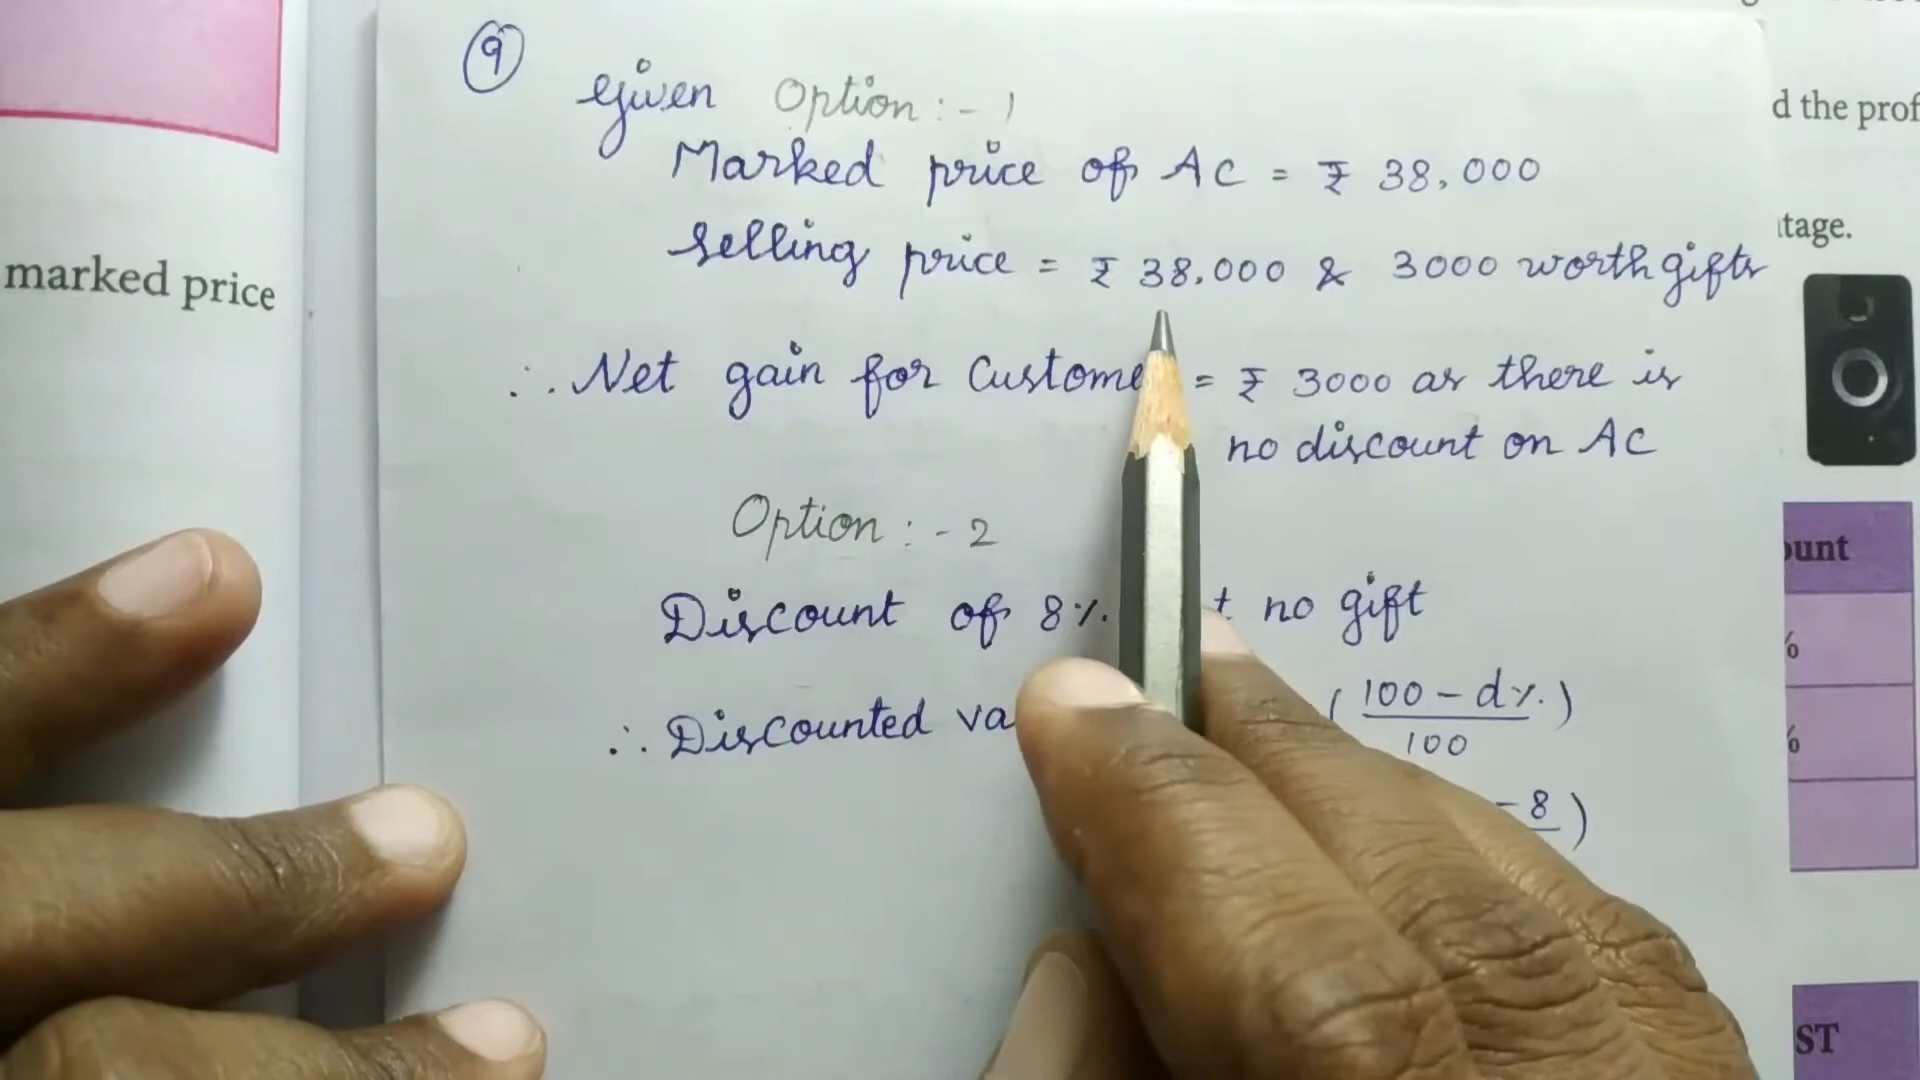 9
Given Option :- 1
Marked price of AC = ₹ 38,000
Selling price = ₹ 38,000 & 3000 worth gifts
∴ Net gain for Custome = ₹ 3000 as there is
no discount on AC
Option :- 2
Discount of 8% no gift
∴ Discounted va (100 - d% / 100)
- 8 )
marked price
d the prof
tage.
ount
%
%
ST